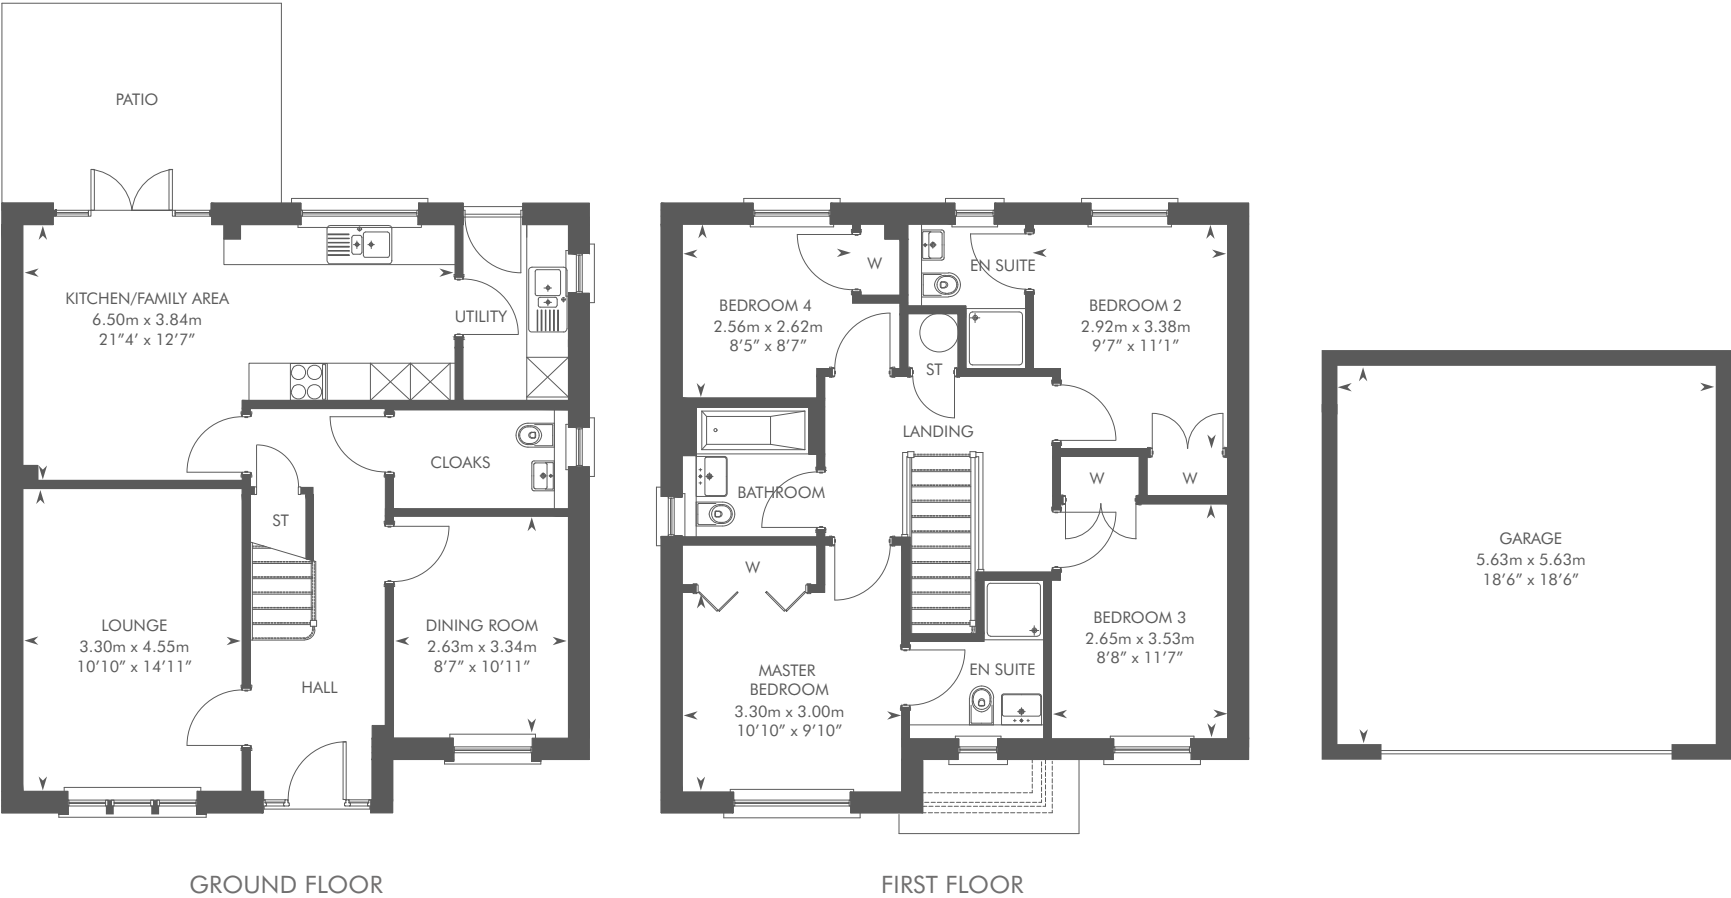 PATIO
KITCHEN/FAMILY AREA
6.50m x 3.84m
21”4’ x 12’7”
UTILITY
CLOAKS
ST
LOUNGE
3.30m x 4.55m
10’10” x 14’11”
DINING ROOM
2.63m x 3.34m
8’7” x 10’11”
HALL
GROUND FLOOR
W
EN SUITE
BEDROOM 4
2.56m x 2.62m
8’5” x 8’7”
BEDROOM 2
2.92m x 3.38m
9’7” x 11’1”
ST
LANDING
W
W
BATHROOM
W
BEDROOM 3
2.65m x 3.53m
8’8” x 11’7”
MASTER
BEDROOM
3.30m x 3.00m
10’10” x 9’10”
EN SUITE
FIRST FLOOR
GARAGE
5.63m x 5.63m
18’6” x 18’6”